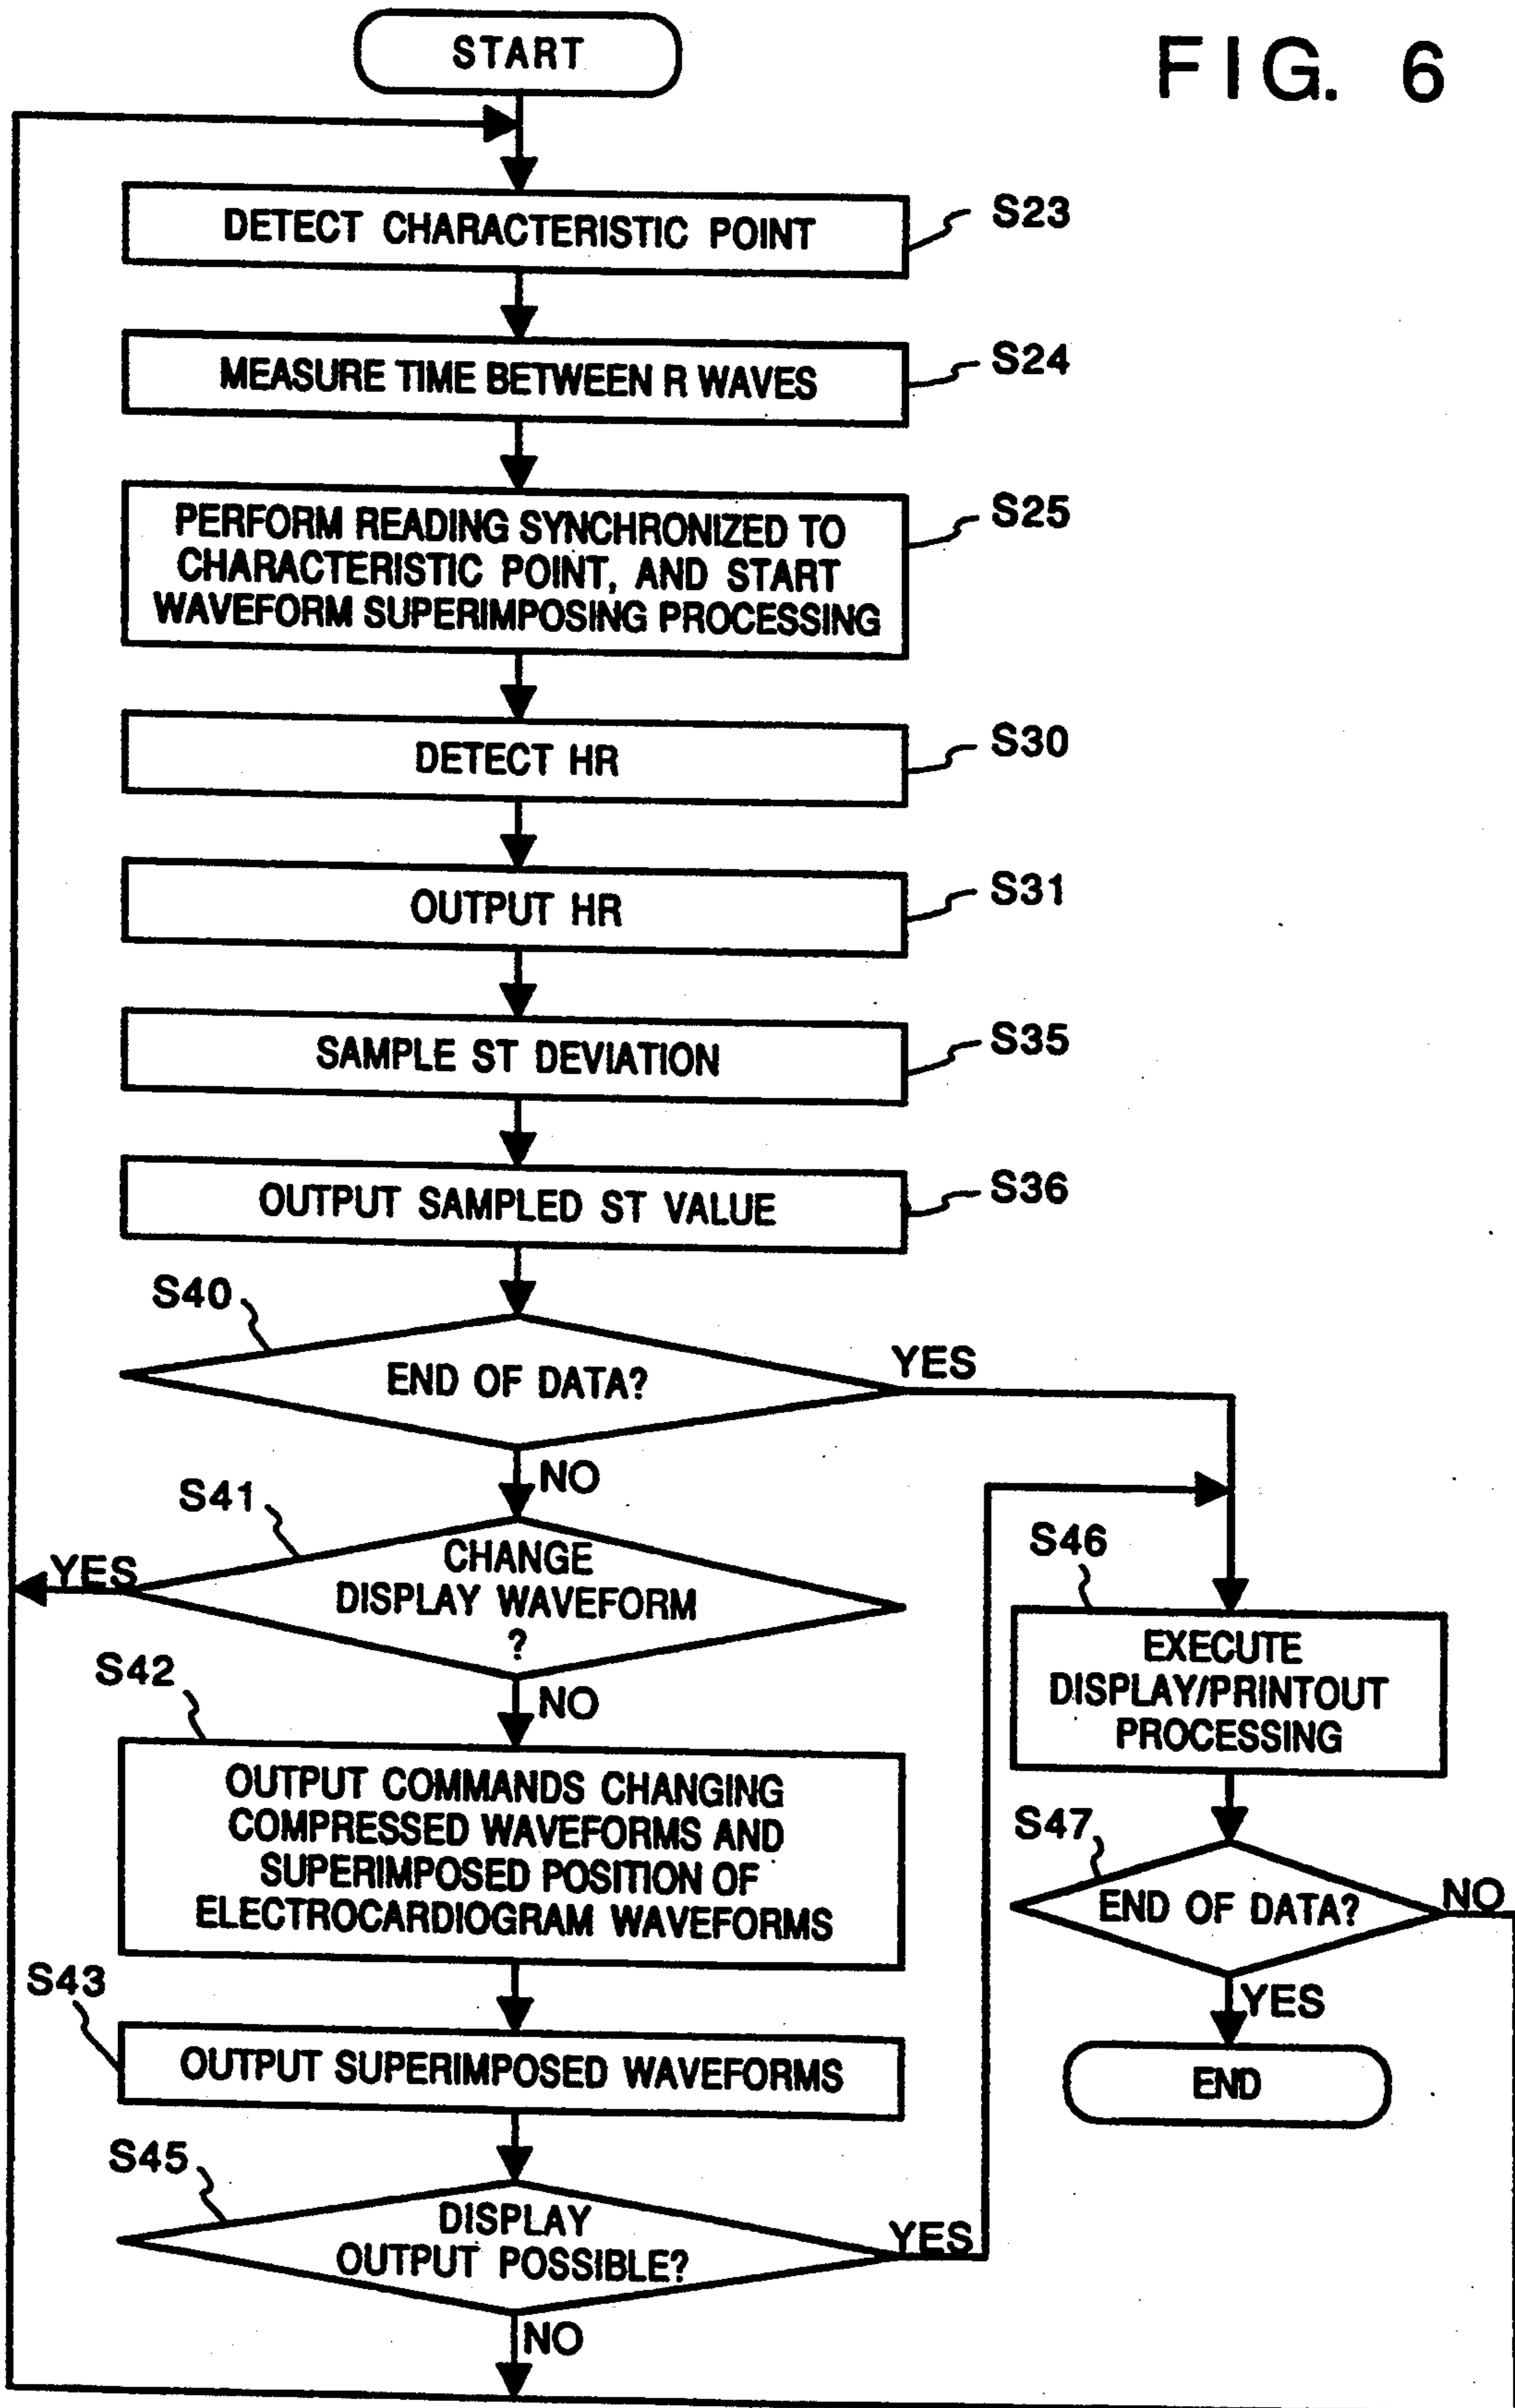 FIG. 6
START
DETECT CHARACTERISTIC POINT
S23
MEASURE TIME BETWEEN R WAVES
S24
PERFORM READING SYNCHRONIZED TO
CHARACTERISTIC POINT, AND START
WAVEFORM SUPERIMPOSING PROCESSING
S25
DETECT HR
S30
OUTPUT HR
S31
SAMPLE ST DEVIATION
S35
OUTPUT SAMPLED ST VALUE
S36
S40
END OF DATA?
YES
NO
S41
CHANGE
DISPLAY WAVEFORM
?
YES
NO
S42
OUTPUT COMMANDS CHANGING
COMPRESSED WAVEFORMS AND
SUPERIMPOSED POSITION OF
ELECTROCARDIOGRAM WAVEFORMS
S43
OUTPUT SUPERIMPOSED WAVEFORMS
S45
DISPLAY
OUTPUT POSSIBLE?
YES
NO
S46
EXECUTE
DISPLAY/PRINTOUT
PROCESSING
S47
END OF DATA?
NO
YES
END